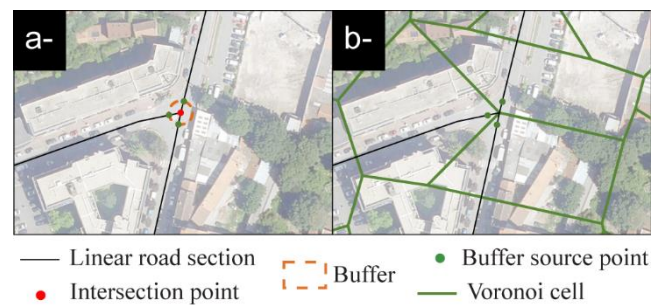 a-
b-
Linear road section
Buffer
Buffer source point
Intersection point
Voronoi cell